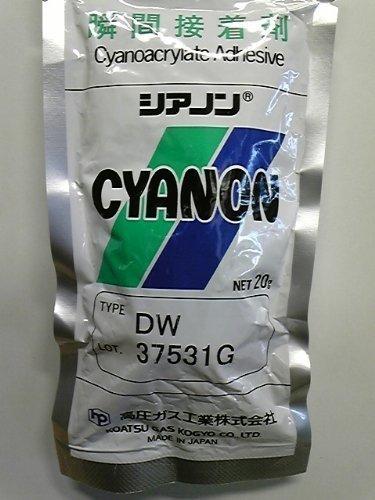 瞬間接着剤
Cyanoacrylate Adhesive
シアノン®
CYANON
NET 20g
TYPE DW
LOT. 37531G
hp 高圧ガス工業株式会社
KOATSU GAS KOGYO CO., LTD.
MADE IN JAPAN